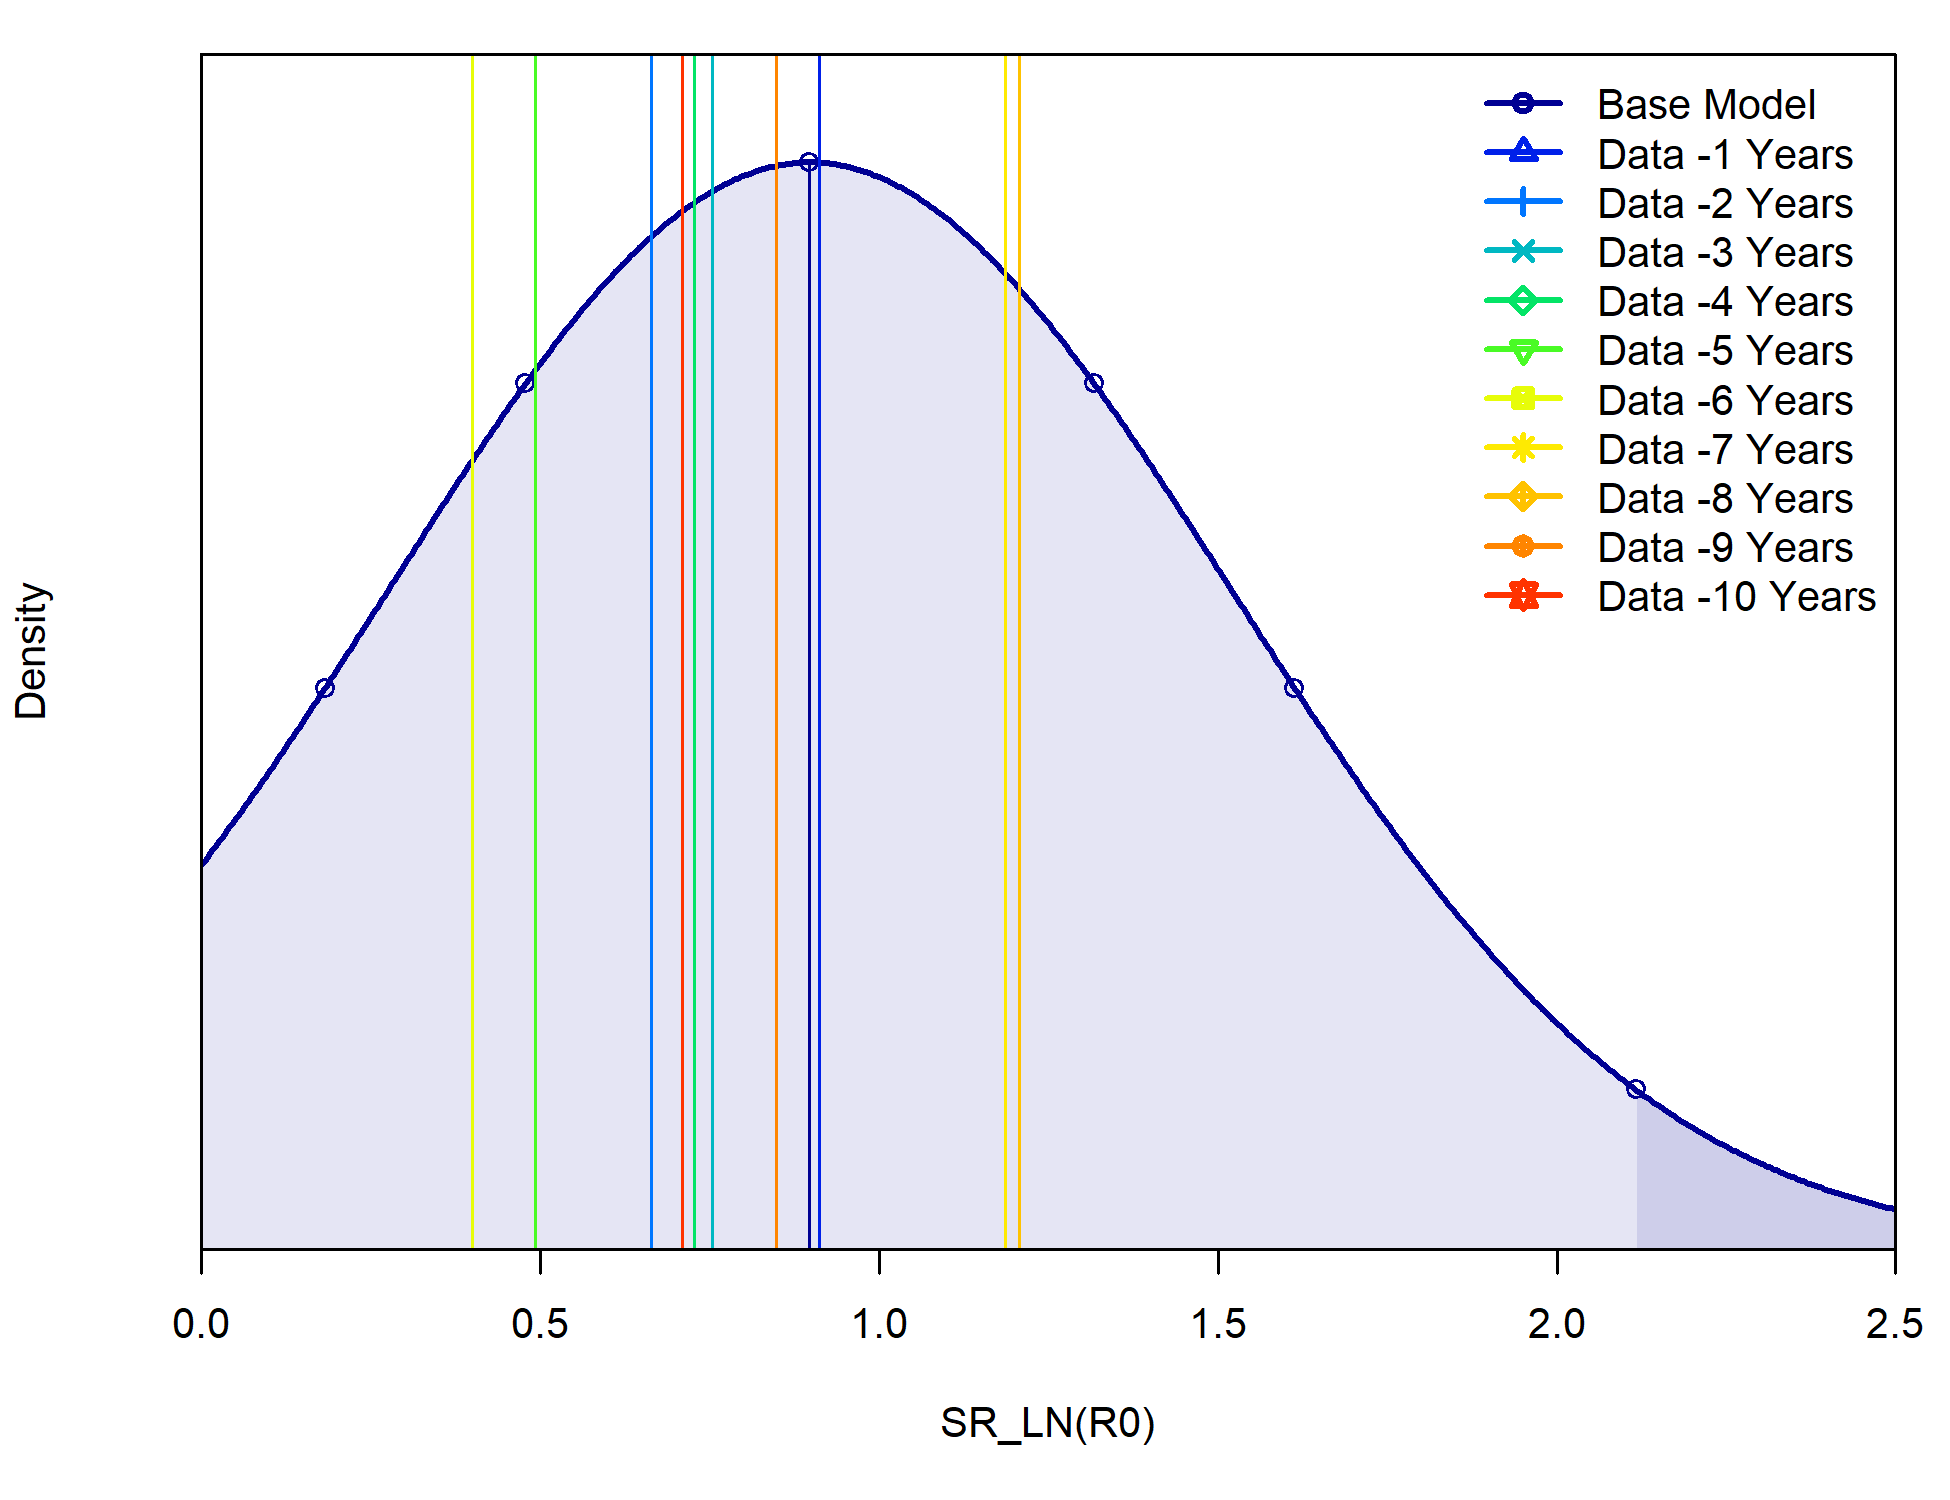 Base Model
Data -1 Years
Data -2 Years
Data -3 Years
Data -4 Years
Data -5 Years
Data -6 Years
Data -7 Years
Data -8 Years
Data -9 Years
Data -10 Years
Density
0.0 0.5 1.0 1.5 2.0 2.5
SR_LN(R0)